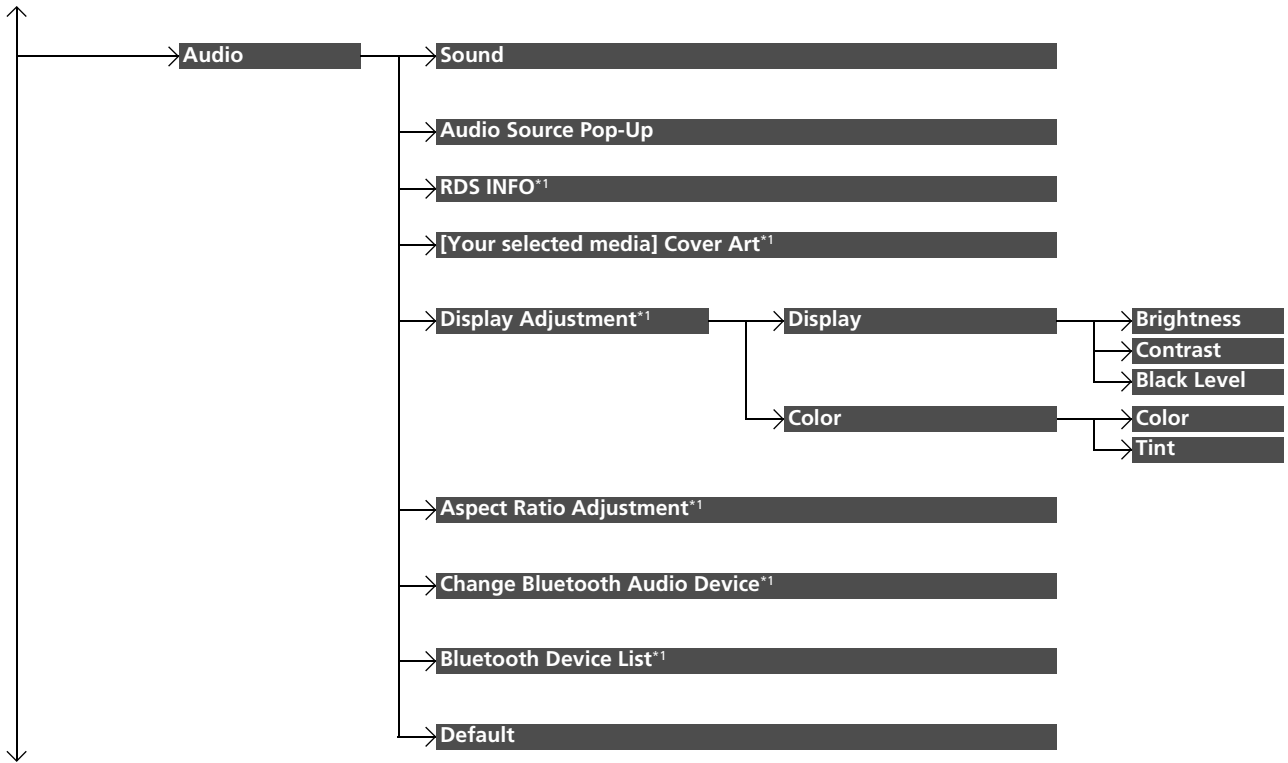 Audio
Sound
Audio Source Pop-Up
RDS INFO*1
[Your selected media] Cover Art*1
Display Adjustment*1
Display
Brightness
Contrast
Black Level
Color
Color
Tint
Aspect Ratio Adjustment*1
Change Bluetooth Audio Device*1
Bluetooth Device List*1
Default